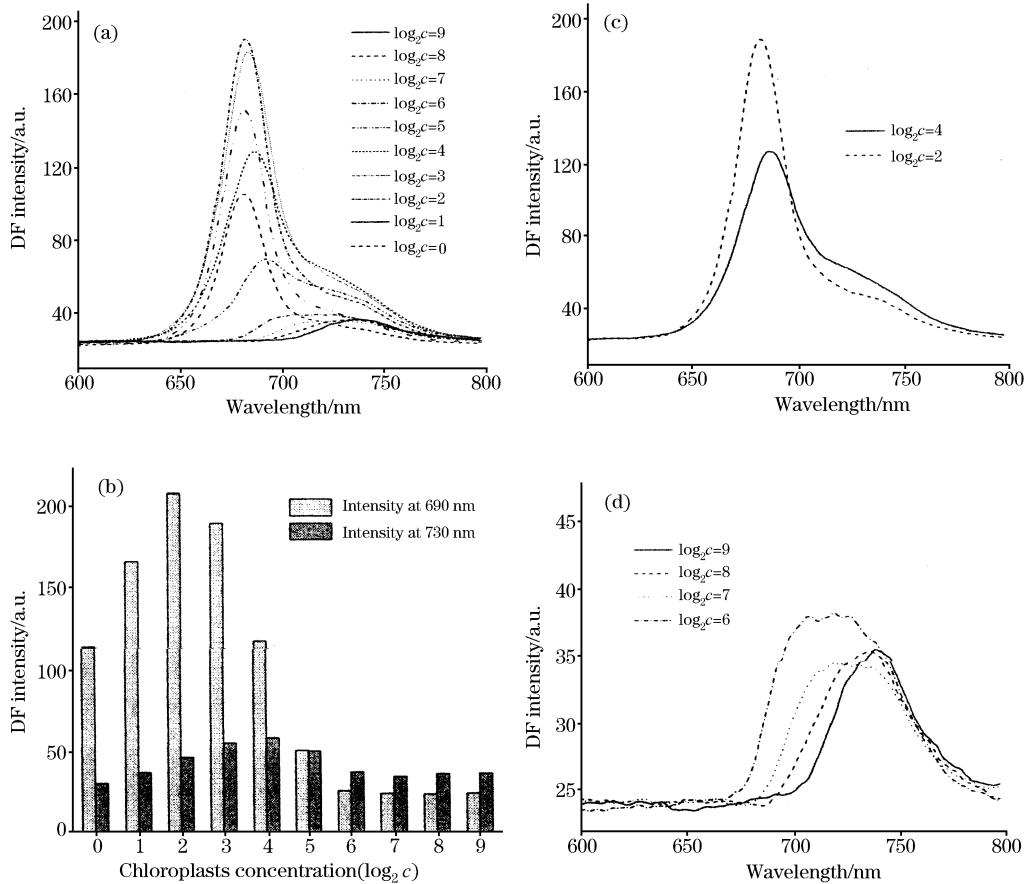 (a)
200
160
120
80
40
600
650
700
750
800
DF intensity/a.u.
Wavelength/nm
log₂c=9
log₂c=8
log₂c=7
log₂c=6
log₂c=5
log₂c=4
log₂c=3
log₂c=2
log₂c=1
log₂c=0
(c)
200
160
120
80
40
600
650
700
750
800
DF intensity/a.u.
Wavelength/nm
log₂c=4
log₂c=2
(b)
200
150
100
50
0
0 1 2 3 4 5 6 7 8 9
DF intensity/a.u.
Chloroplasts concentration(log₂ c)
Intensity at 690 nm
Intensity at 730 nm
(d)
45
40
35
30
25
600
650
700
750
800
DF intensity/a.u.
Wavelength/nm
log₂c=9
log₂c=8
log₂c=7
log₂c=6